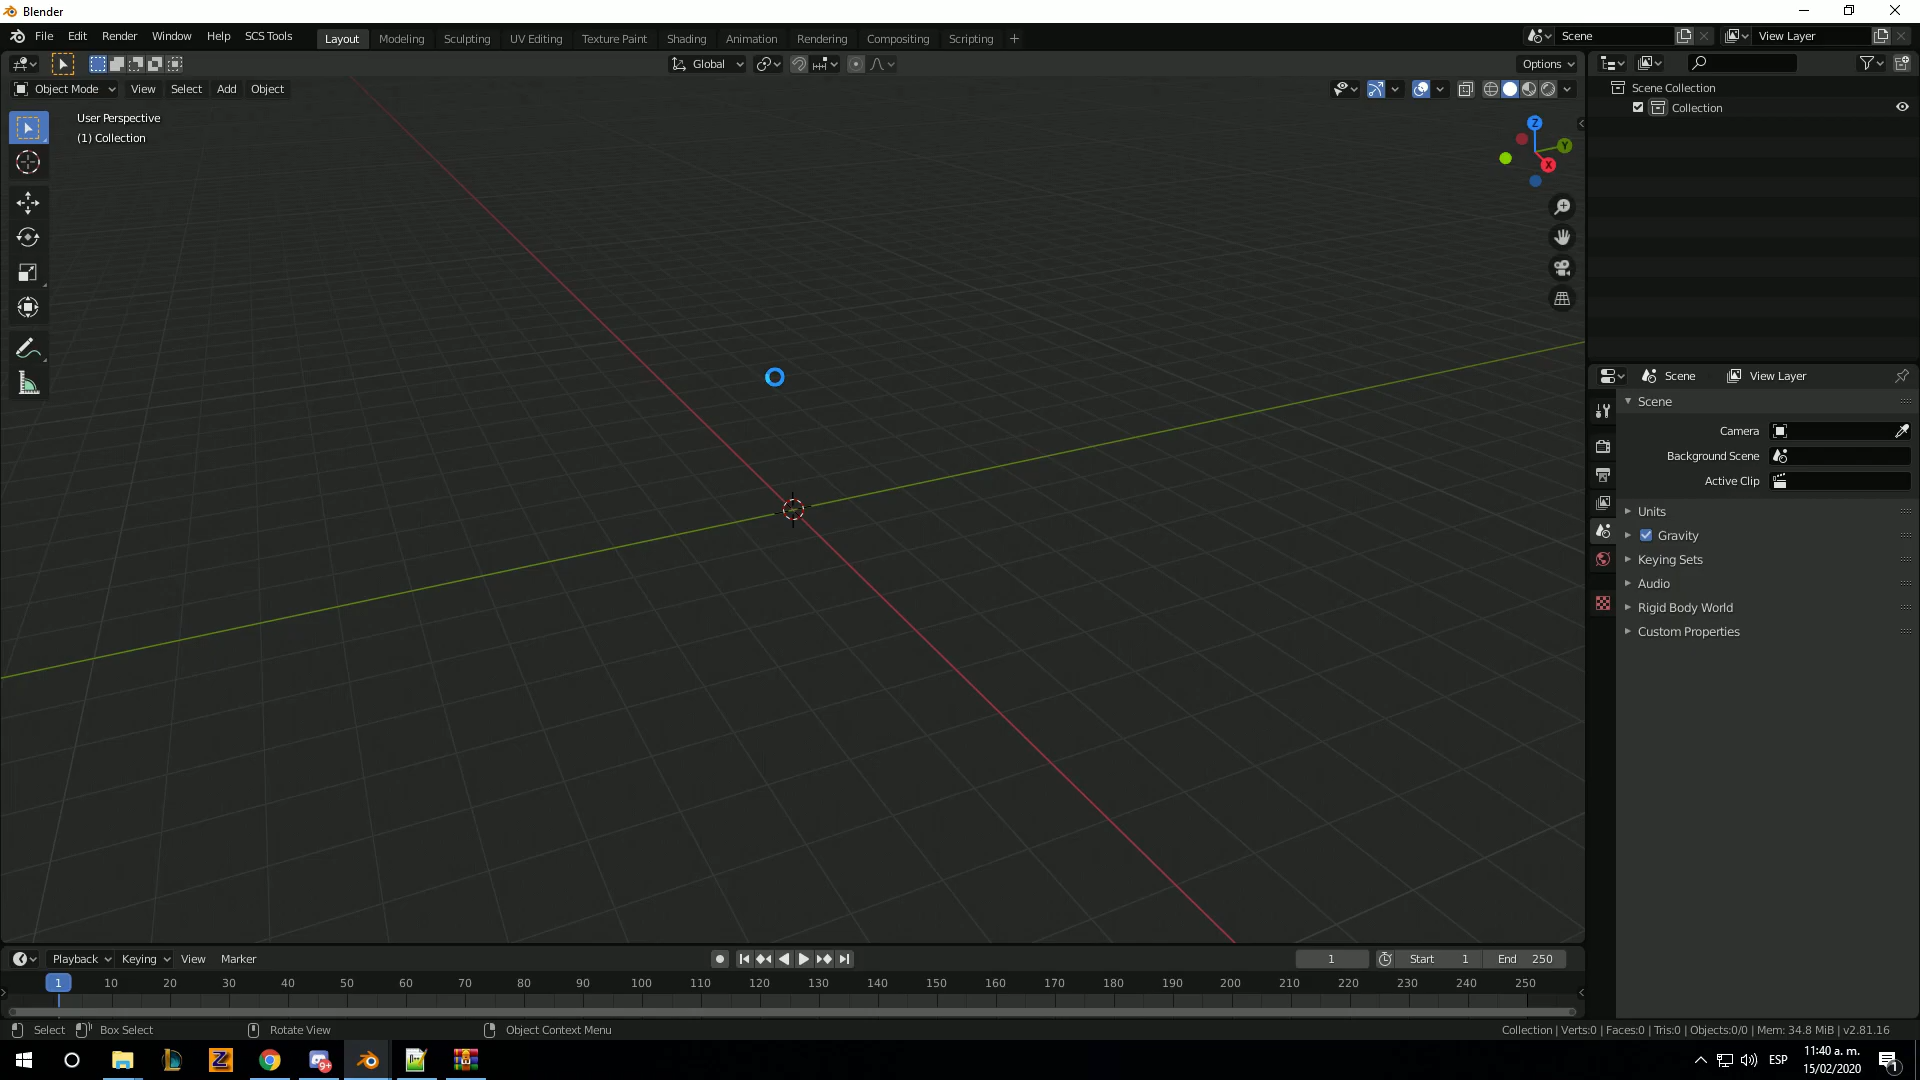 Blender
File Edit Render Window Help SCS Tools
Layout Modeling Sculpting UV Editing Texture Paint Shading Animation Rendering Compositing Scripting +
Scene
View Layer
Global
Options
Object Mode View Select Add Object
User Perspective
(1) Collection
Z
Y
X
Scene Collection
Collection
Scene View Layer
Scene
Camera
Background Scene
Active Clip
Units
Gravity
Keying Sets
Audio
Rigid Body World
Custom Properties
Playback Keying View Marker
1
Start 1
End 250
1 10 20 30 40 50 60 70 80 90 100 110 120 130 140 150 160 170 180 190 200 210 220 230 240 250
Select Box Select Rotate View Object Context Menu
Collection | Verts:0 | Faces:0 | Tris:0 | Objects:0/0 | Mem: 34.8 MiB | v2.81.16
9+
ESP
11:40 a. m.
15/02/2020
1